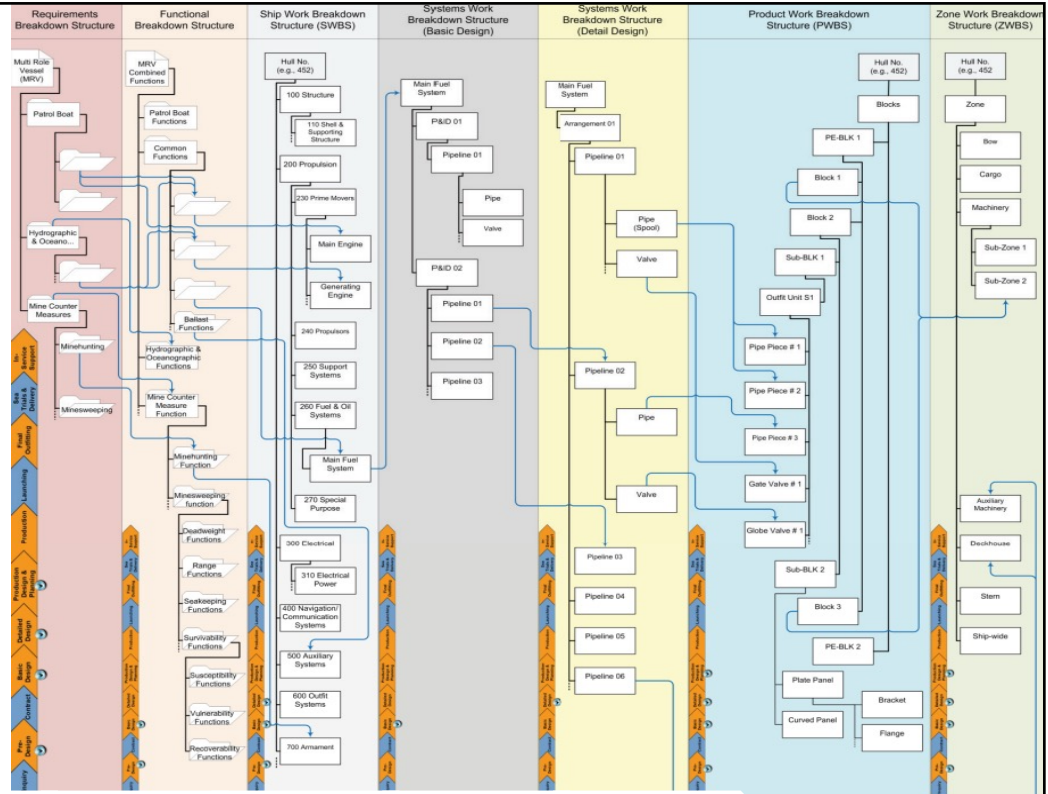 Requirements
Breakdown Structure
Functional
Breakdown Structure
Ship Work Breakdown
Structure (SWBS)
Systems Work
Breakdown Structure
(Basic Design)
Systems Work
Breakdown Structure
(Detail Design)
Product Work Breakdown
Structure (PWBS)
Zone Work Breakdown
Structure (ZWBS)
Multi Role
Vessel
(MRV)
Patrol Boat
Hydrographic
& Oceano...
Mine Counter
Measures
Minehunting
Minesweeping
In-
Service
Support
Sea
Trials &
Delivery
Final
Outfitting
Launching
Production
Production
Design &
Planning
Detailed
Design
Basic
Design
Contract
Pre-
Design
Inquiry
MRV
Combined
Functions
Patrol Boat
Functions
Common
Functions
Ballast
Functions
Hydrographic &
Oceanographic
Functions
Mine Counter
Measure
Function
Minehunting
Function
Minesweeping
function
Deadweight
Functions
Range
Functions
Seakeeping
Functions
Survivability
Functions
Susceptibility
Functions
Vulnerability
Functions
Recoverability
Functions
Hull No.
(e.g., 452)
100 Structure
110 Shell &
Supporting
Structure
200 Propulsion
230 Prime Movers
Main Engine
Generating
Engine
240 Propulsors
250 Support
Systems
260 Fuel & Oil
Systems
Main Fuel
System
270 Special
Purpose
300 Electrical
310 Electrical
Power
400 Navigation/
Communication
Systems
500 Auxiliary
Systems
600 Outfit
Systems
700 Armament
Main Fuel
System
P&ID 01
Pipeline 01
Pipe
Valve
P&ID 02
Pipeline 01
Pipeline 02
Pipeline 03
Main Fuel
System
Arrangement 01
Pipeline 01
Pipe
(Spool)
Valve
Pipeline 02
Pipe
Valve
Pipeline 03
Pipeline 04
Pipeline 05
Pipeline 06
Hull No.
(e.g., 452)
Blocks
PE-BLK 1
Block 1
Block 2
Sub-BLK 1
Outfit Unit S1
Pipe Piece # 1
Pipe Piece # 2
Pipe Piece # 3
Gate Valve # 1
Globe Valve # 1
Sub-BLK 2
Block 3
PE-BLK 2
Plate Panel
Bracket
Curved Panel
Flange
Hull No.
(e.g., 452
Zone
Bow
Cargo
Machinery
Sub-Zone 1
Sub-Zone 2
Auxiliary
Machinery
Deckhouse
Stern
Ship-wide